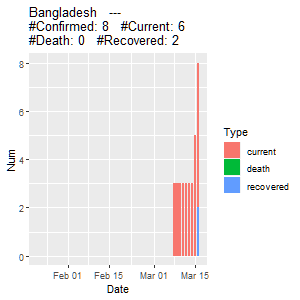 Bangladesh ---
#Confirmed: 8 #Current: 6
#Death: 0 #Recovered: 2
8
6
4
2
0
Num
Feb 01 Feb 15 Mar 01 Mar 15
Date
Type
current
death
recovered